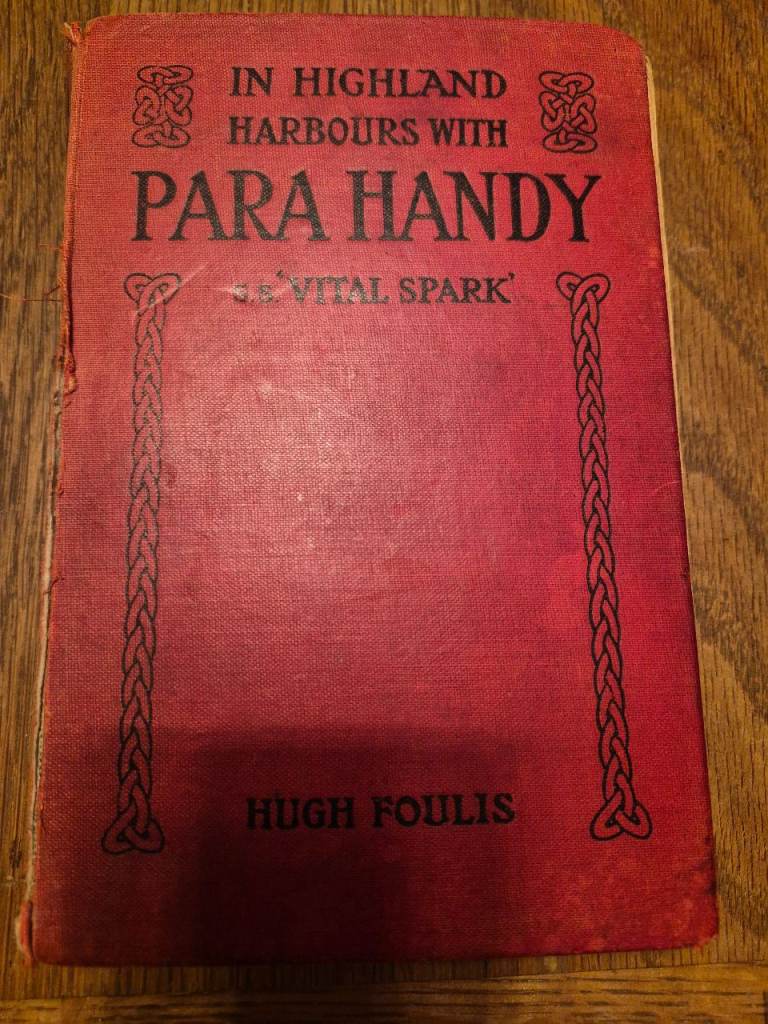 IN HIGHLAND
HARBOURS WITH
PARA HANDY
S.S. 'VITAL SPARK'
HUGH FOULIS